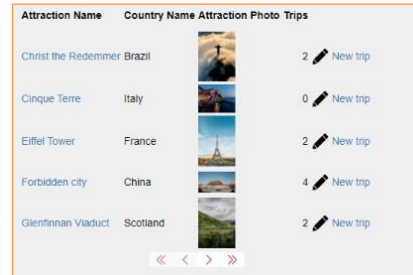 Attraction Name Country Name Attraction Photo Trips
Christ the Redemmer Brazil 2 New trip
Cinque Terre Italy 0 New trip
Eiffel Tower France 2 New trip
Forbidden city China 4 New trip
Glenfinnan Viaduct Scotland 2 New trip